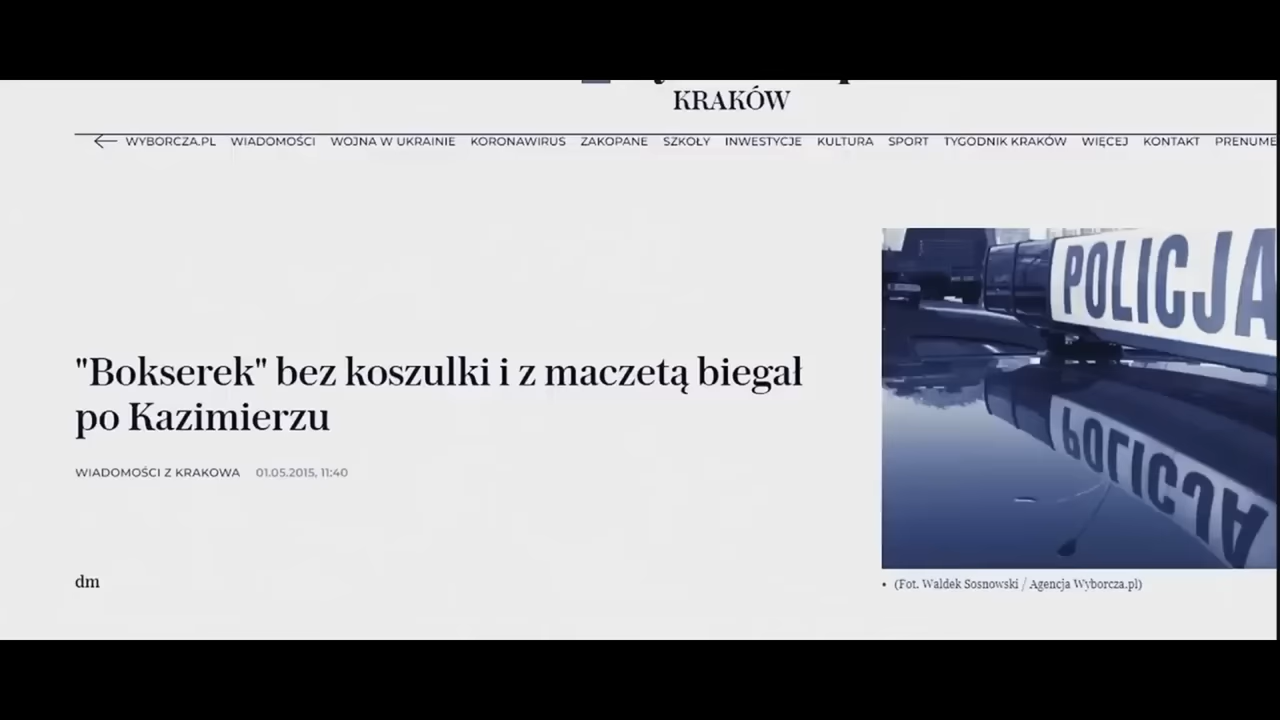 KRAKÓW
WYBORCZA.PL WIADOMOŚCI WOJNA W UKRAINIE KORONAWIRUS ZAKOPANE SZKOŁY INWESTYCJE KULTURA SPORT TYGODNIK KRAKÓW WIĘCEJ KONTAKT PRENUME
POLICJA
"Bokserek" bez koszulki i z maczetą biegał
po Kazimierzu
WIADOMOŚCI Z KRAKOWA 01.05.2015, 11:40
POLICJA
dm
• (Fot. Waldek Sosnowski / Agencja Wyborcza.pl)